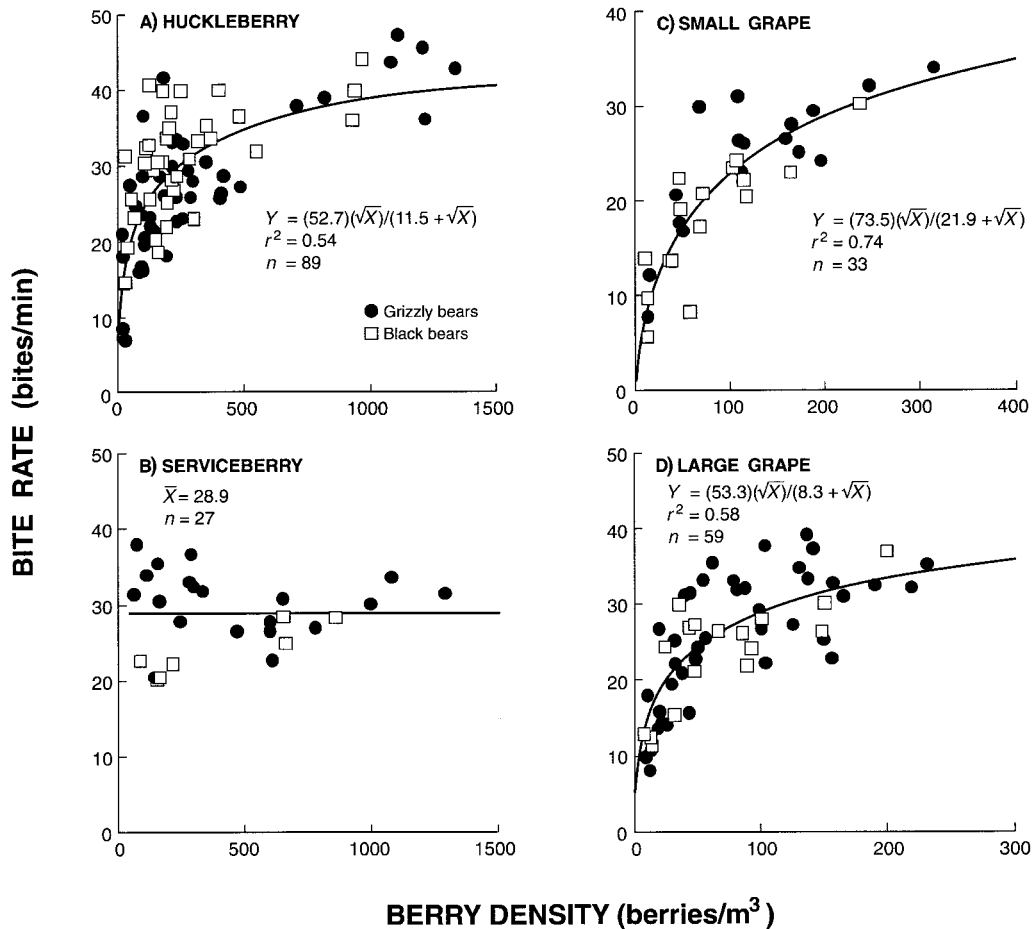 BITE RATE (bites/min)
A) HUCKLEBERRY
50
40
30
20
10
0
Y = (52.7)(√X)/(11.5 + √X)
r² = 0.54
n = 89
Grizzly bears
Black bears
0 500 1000 1500
C) SMALL GRAPE
40
30
20
10
0
Y = (73.5)(√X)/(21.9 + √X)
r² = 0.74
n = 33
0 100 200 300 400
B) SERVICEBERRY
X̅ = 28.9
n = 27
50
40
30
20
10
0
0 500 1000 1500
D) LARGE GRAPE
Y = (53.3)(√X)/(8.3 + √X)
r² = 0.58
n = 59
50
40
30
20
10
0
0 100 200 300
BERRY DENSITY (berries/m³)